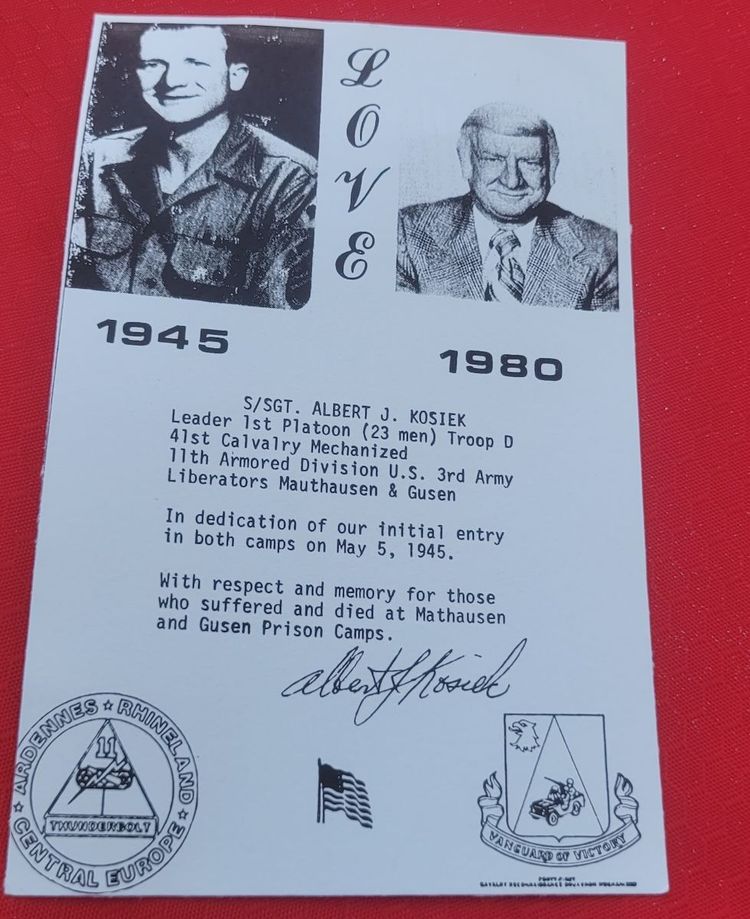 LOVE
1945
1980
S/SGT. ALBERT J. KOSIEK
Leader 1st Platoon (23 men) Troop D
41st Calvalry Mechanized
11th Armored Division U.S. 3rd Army
Liberators Mauthausen & Gusen
In dedication of our initial entry
in both camps on May 5, 1945.
With respect and memory for those
who suffered and died at Mathausen
and Gusen Prison Camps.
Albert J Kosiek
ARDENNES ☆ RHINELAND
☆ CENTRAL EUROPE ☆
11
THUNDERBOLT
VANGUARD OF VICTORY